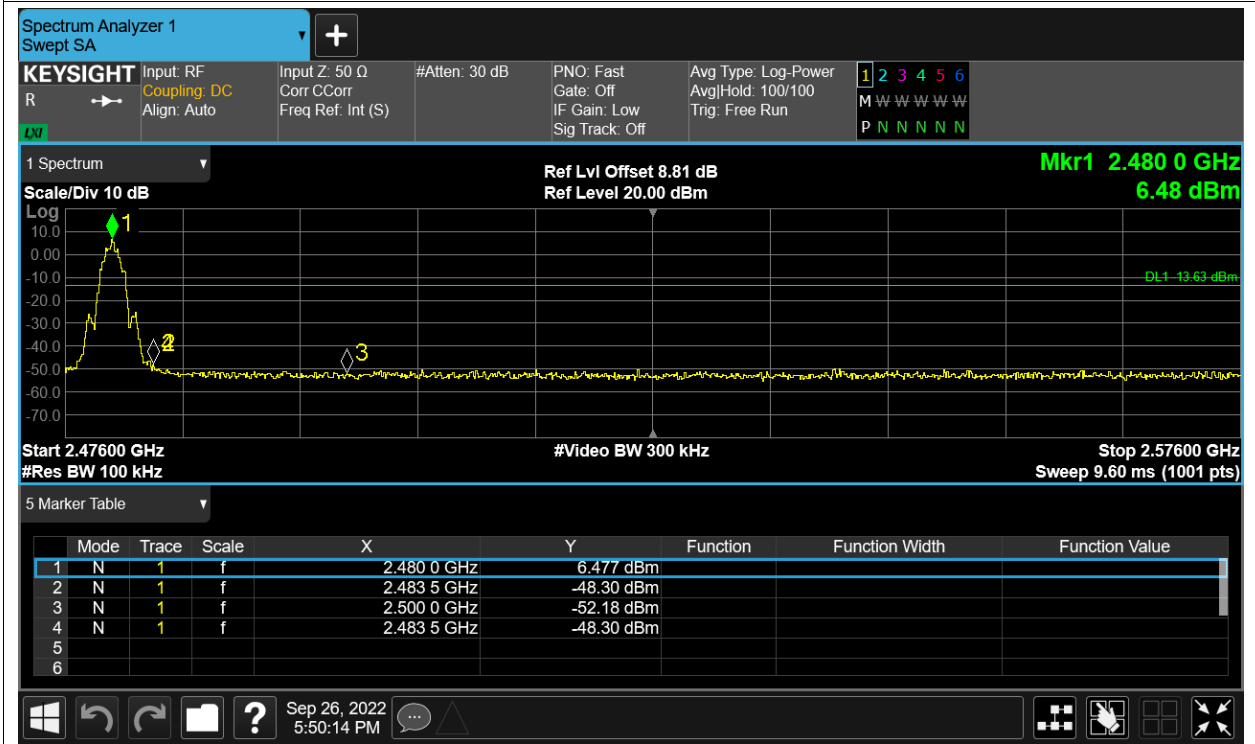 Spectrum Analyzer 1
Swept SA
+
KEYSIGHT Input: RF Input Z: 50 Ω #Atten: 30 dB PNO: Fast Avg Type: Log-Power 1 2 3 4 5 6
R Coupling: DC Corr CCorr Gate: Off Avg|Hold: 100/100 M W W W W W
Align: Auto Freq Ref: Int (S) IF Gain: Low Trig: Free Run
LXI Sig Track: Off P N N N N N
1 Spectrum Ref Lvl Offset 8.81 dB Mkr1 2.480 0 GHz
Scale/Div 10 dB Ref Level 20.00 dBm 6.48 dBm
Log
1
10.0
0.00
-10.0 DL1 -13.63 dBm
-20.0
-30.0
-40.0 2
3
-50.0
-60.0
-70.0
Start 2.47600 GHz #Video BW 300 kHz Stop 2.57600 GHz
#Res BW 100 kHz Sweep 9.60 ms (1001 pts)
5 Marker Table
Mode Trace Scale X Y Function Function Width Function Value
1 N 1 f 2.480 0 GHz 6.477 dBm
2 N 1 f 2.483 5 GHz -48.30 dBm
3 N 1 f 2.500 0 GHz -52.18 dBm
4 N 1 f 2.483 5 GHz -48.30 dBm
5
6
? Sep 26, 2022
5:50:14 PM